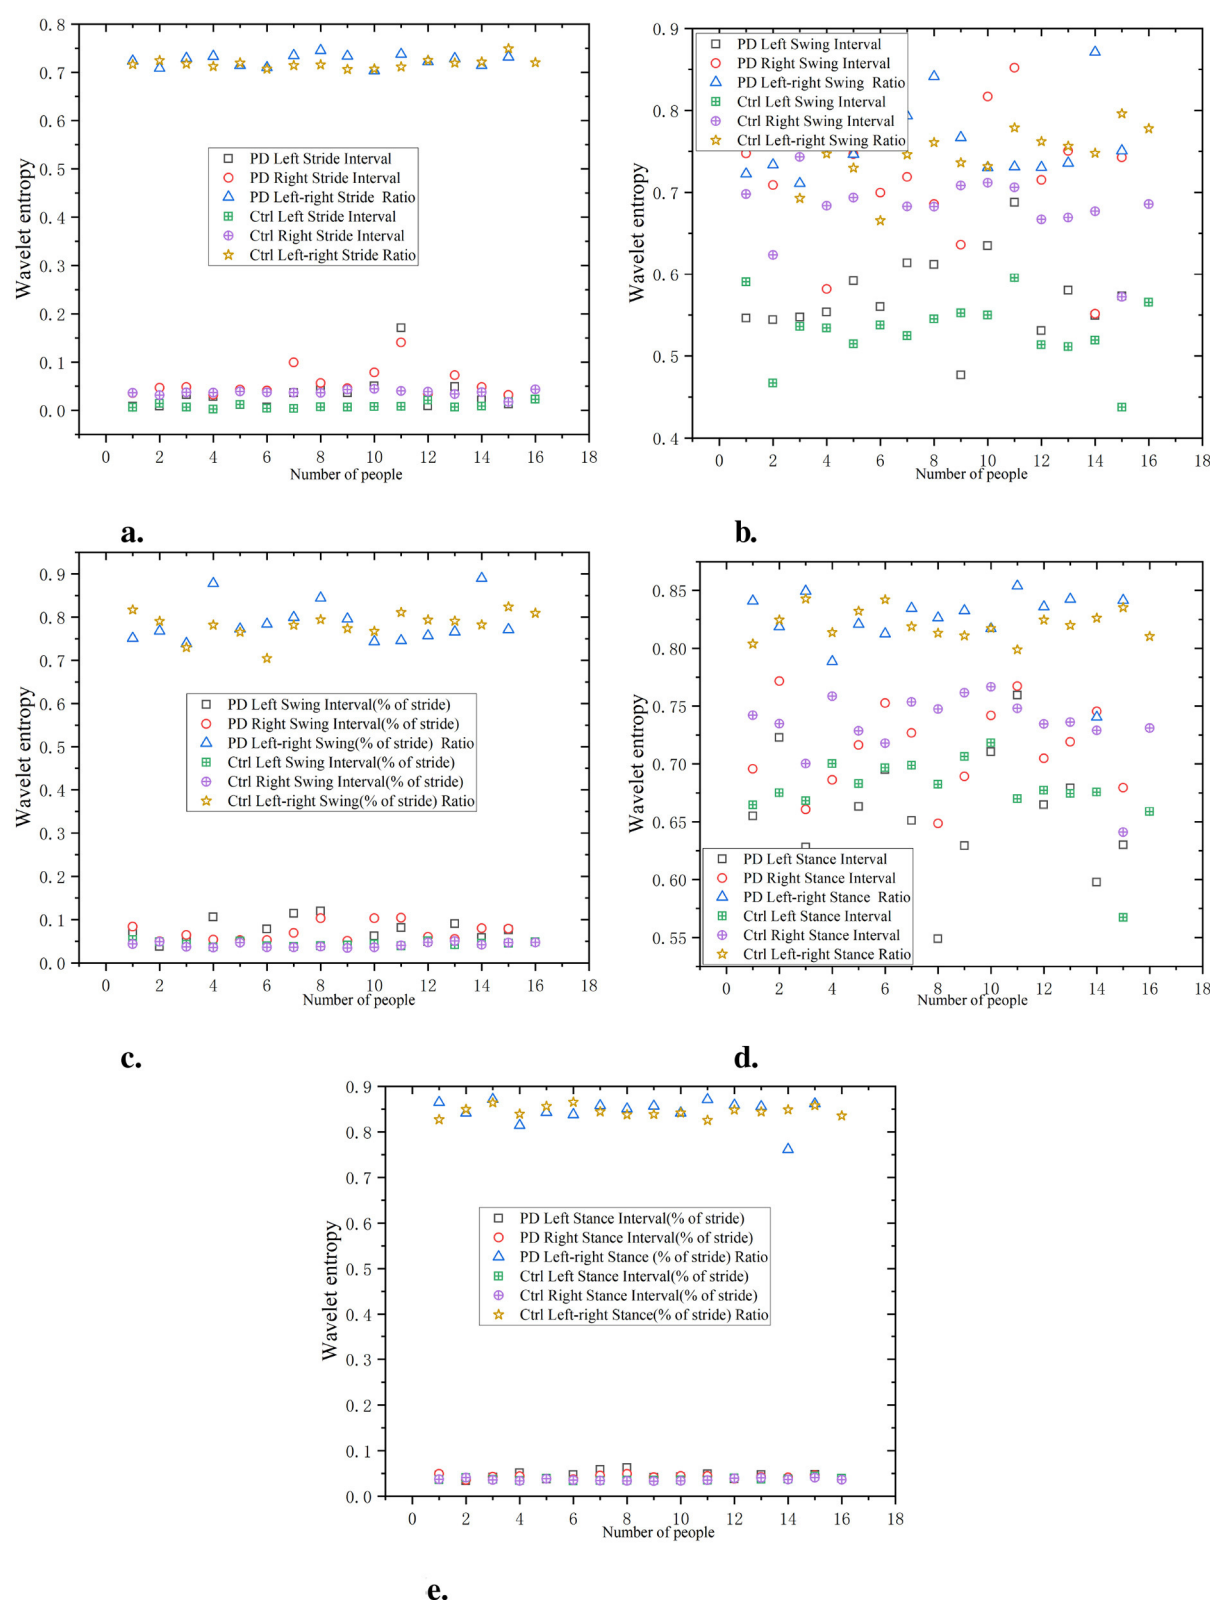 0.8
0.7
0.6
0.5
0.4
0.3
0.2
0.1
0.0
Wavelet entropy
PD Left Stride Interval
PD Right Stride Interval
PD Left-right Stride Ratio
Ctrl Left Stride Interval
Ctrl Right Stride Interval
Ctrl Left-right Stride Ratio
0 2 4 6 8 10 12 14 16 18
Number of people
a.
0.9
0.8
0.7
0.6
0.5
0.4
Wavelet entropy
PD Left Swing Interval
PD Right Swing Interval
PD Left-right Swing Ratio
Ctrl Left Swing Interval
Ctrl Right Swing Interval
Ctrl Left-right Swing Ratio
0 2 4 6 8 10 12 14 16 18
Number of people
b.
0.9
0.8
0.7
0.6
0.5
0.4
0.3
0.2
0.1
0.0
Wavelet entropy
PD Left Swing Interval(% of stride)
PD Right Swing Interval(% of stride)
PD Left-right Swing(% of stride) Ratio
Ctrl Left Swing Interval(% of stride)
Ctrl Right Swing Interval(% of stride)
Ctrl Left-right Swing(% of stride) Ratio
0 2 4 6 8 10 12 14 16 18
Number of people
c.
0.85
0.80
0.75
0.70
0.65
0.60
0.55
Wavelet entropy
PD Left Stance Interval
PD Right Stance Interval
PD Left-right Stance Ratio
Ctrl Left Stance Interval
Ctrl Right Stance Interval
Ctrl Left-right Stance Ratio
0 2 4 6 8 10 12 14 16 18
Number of people
d.
0.9
0.8
0.7
0.6
0.5
0.4
0.3
0.2
0.1
0.0
Wavelet entropy
PD Left Stance Interval(% of stride)
PD Right Stance Interval(% of stride)
PD Left-right Stance (% of stride) Ratio
Ctrl Left Stance Interval(% of stride)
Ctrl Right Stance Interval(% of stride)
Ctrl Left-right Stance(% of stride) Ratio
0 2 4 6 8 10 12 14 16 18
Number of people
e.